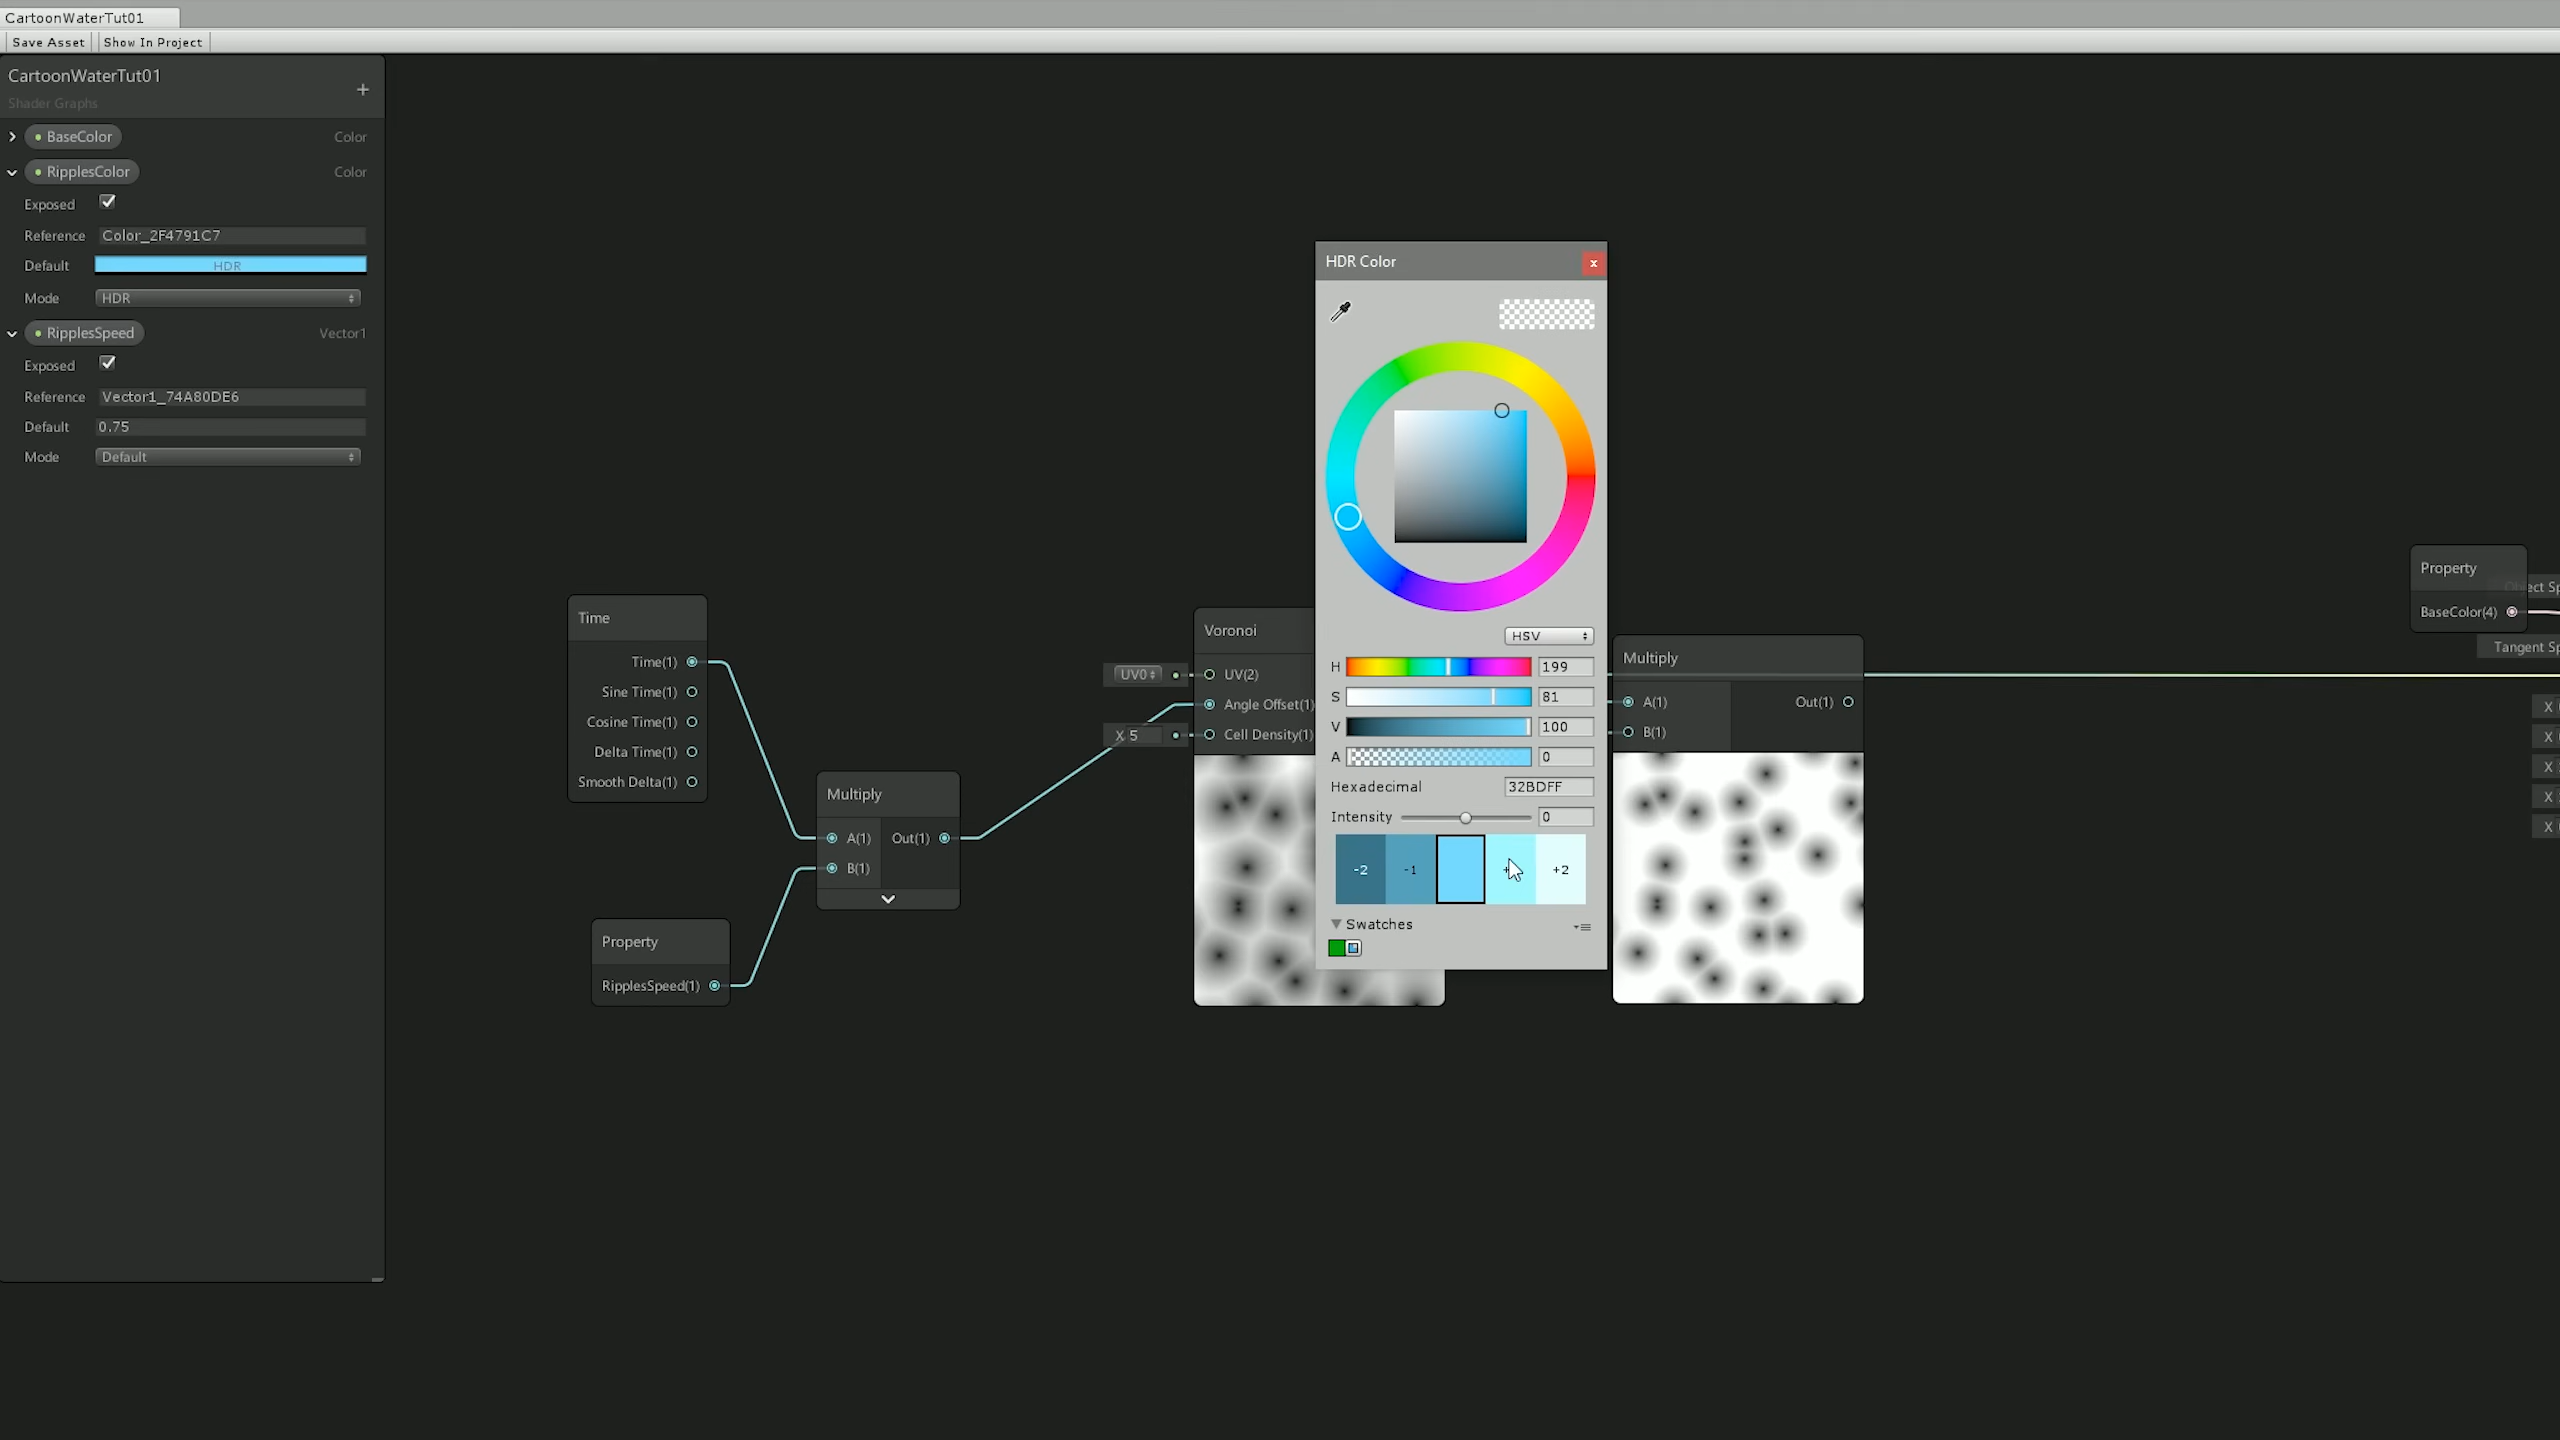 CartoonWaterTut01
Save Asset
Show In Project
CartoonWaterTut01
Shader Graphs
BaseColor
Color
RipplesColor
Color
Exposed
Reference
Color_2F4791C7
Default
HDR
Mode
HDR
RipplesSpeed
Vector1
Exposed
Reference
Vector1_74A80DE6
Default
0.75
Mode
Default
Time
Time(1)
Sine Time(1)
Cosine Time(1)
Delta Time(1)
Smooth Delta(1)
Property
RipplesSpeed(1)
Multiply
A(1)
Out(1)
B(1)
UV0
X 5
Voronoi
UV(2)
Angle Offset(1)
Cell Density(1)
HDR Color
x
HSV
H
199
S
81
V
100
A
0
Hexadecimal
32BDFF
Intensity
0
-2
-1
+2
Swatches
Multiply
A(1)
Out(1)
B(1)
Property
BaseColor(4)
Tangent Sp
X
X
X
X
X